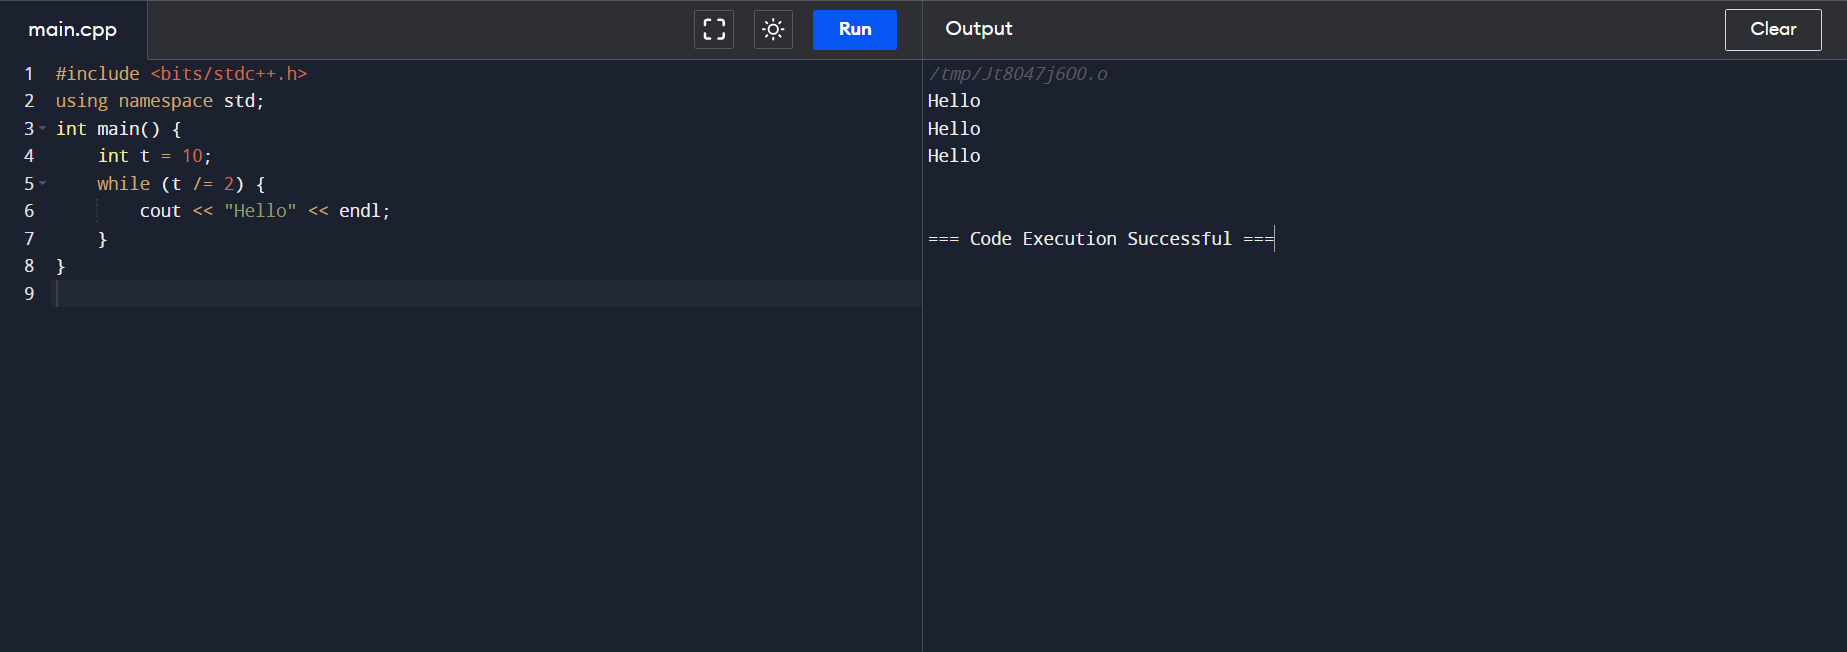 main.cpp
Run
Output
Clear
1 #include <bits/stdc++.h>
2 using namespace std;
3 int main() {
4     int t = 10;
5     while (t /= 2) {
6         cout << "Hello" << endl;
7     }
8 }
9
/tmp/Jt8O47j6OO.o
Hello
Hello
Hello
=== Code Execution Successful ===